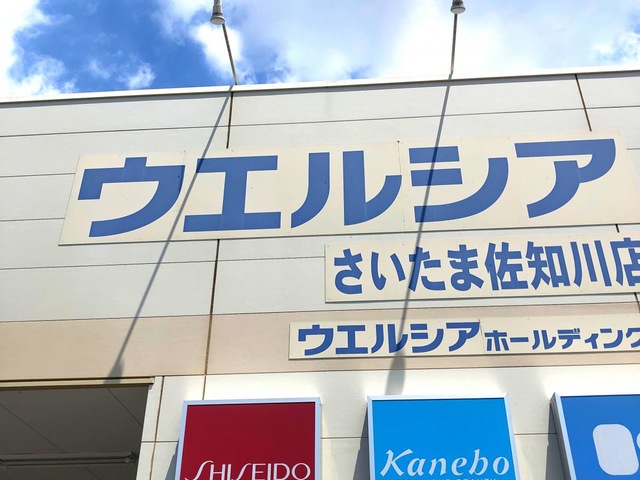 ウエルシア
さいたま佐知川店
ウエルシアホールディング
SHISEIDO
Kanebo